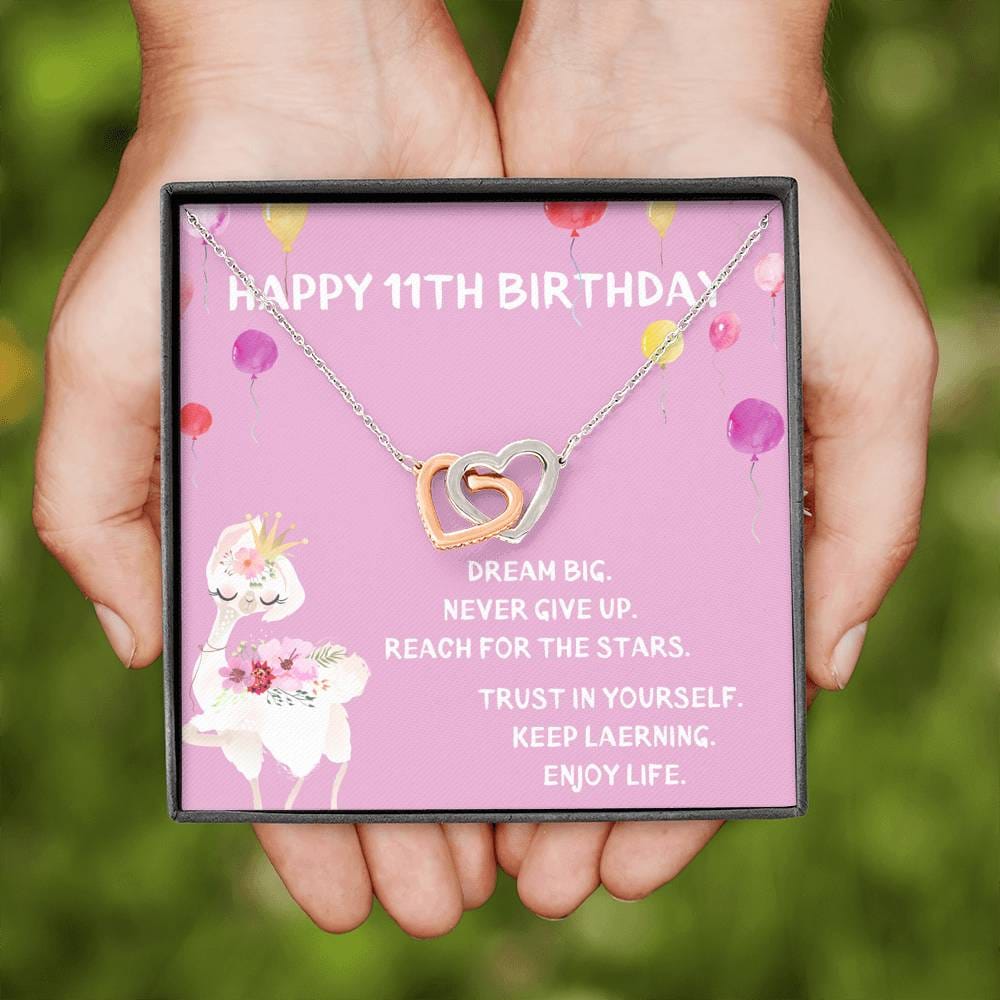 HAPPY 11TH BIRTHDAY
DREAM BIG.
NEVER GIVE UP.
REACH FOR THE STARS.
TRUST IN YOURSELF.
KEEP LAERNING.
ENJOY LIFE.